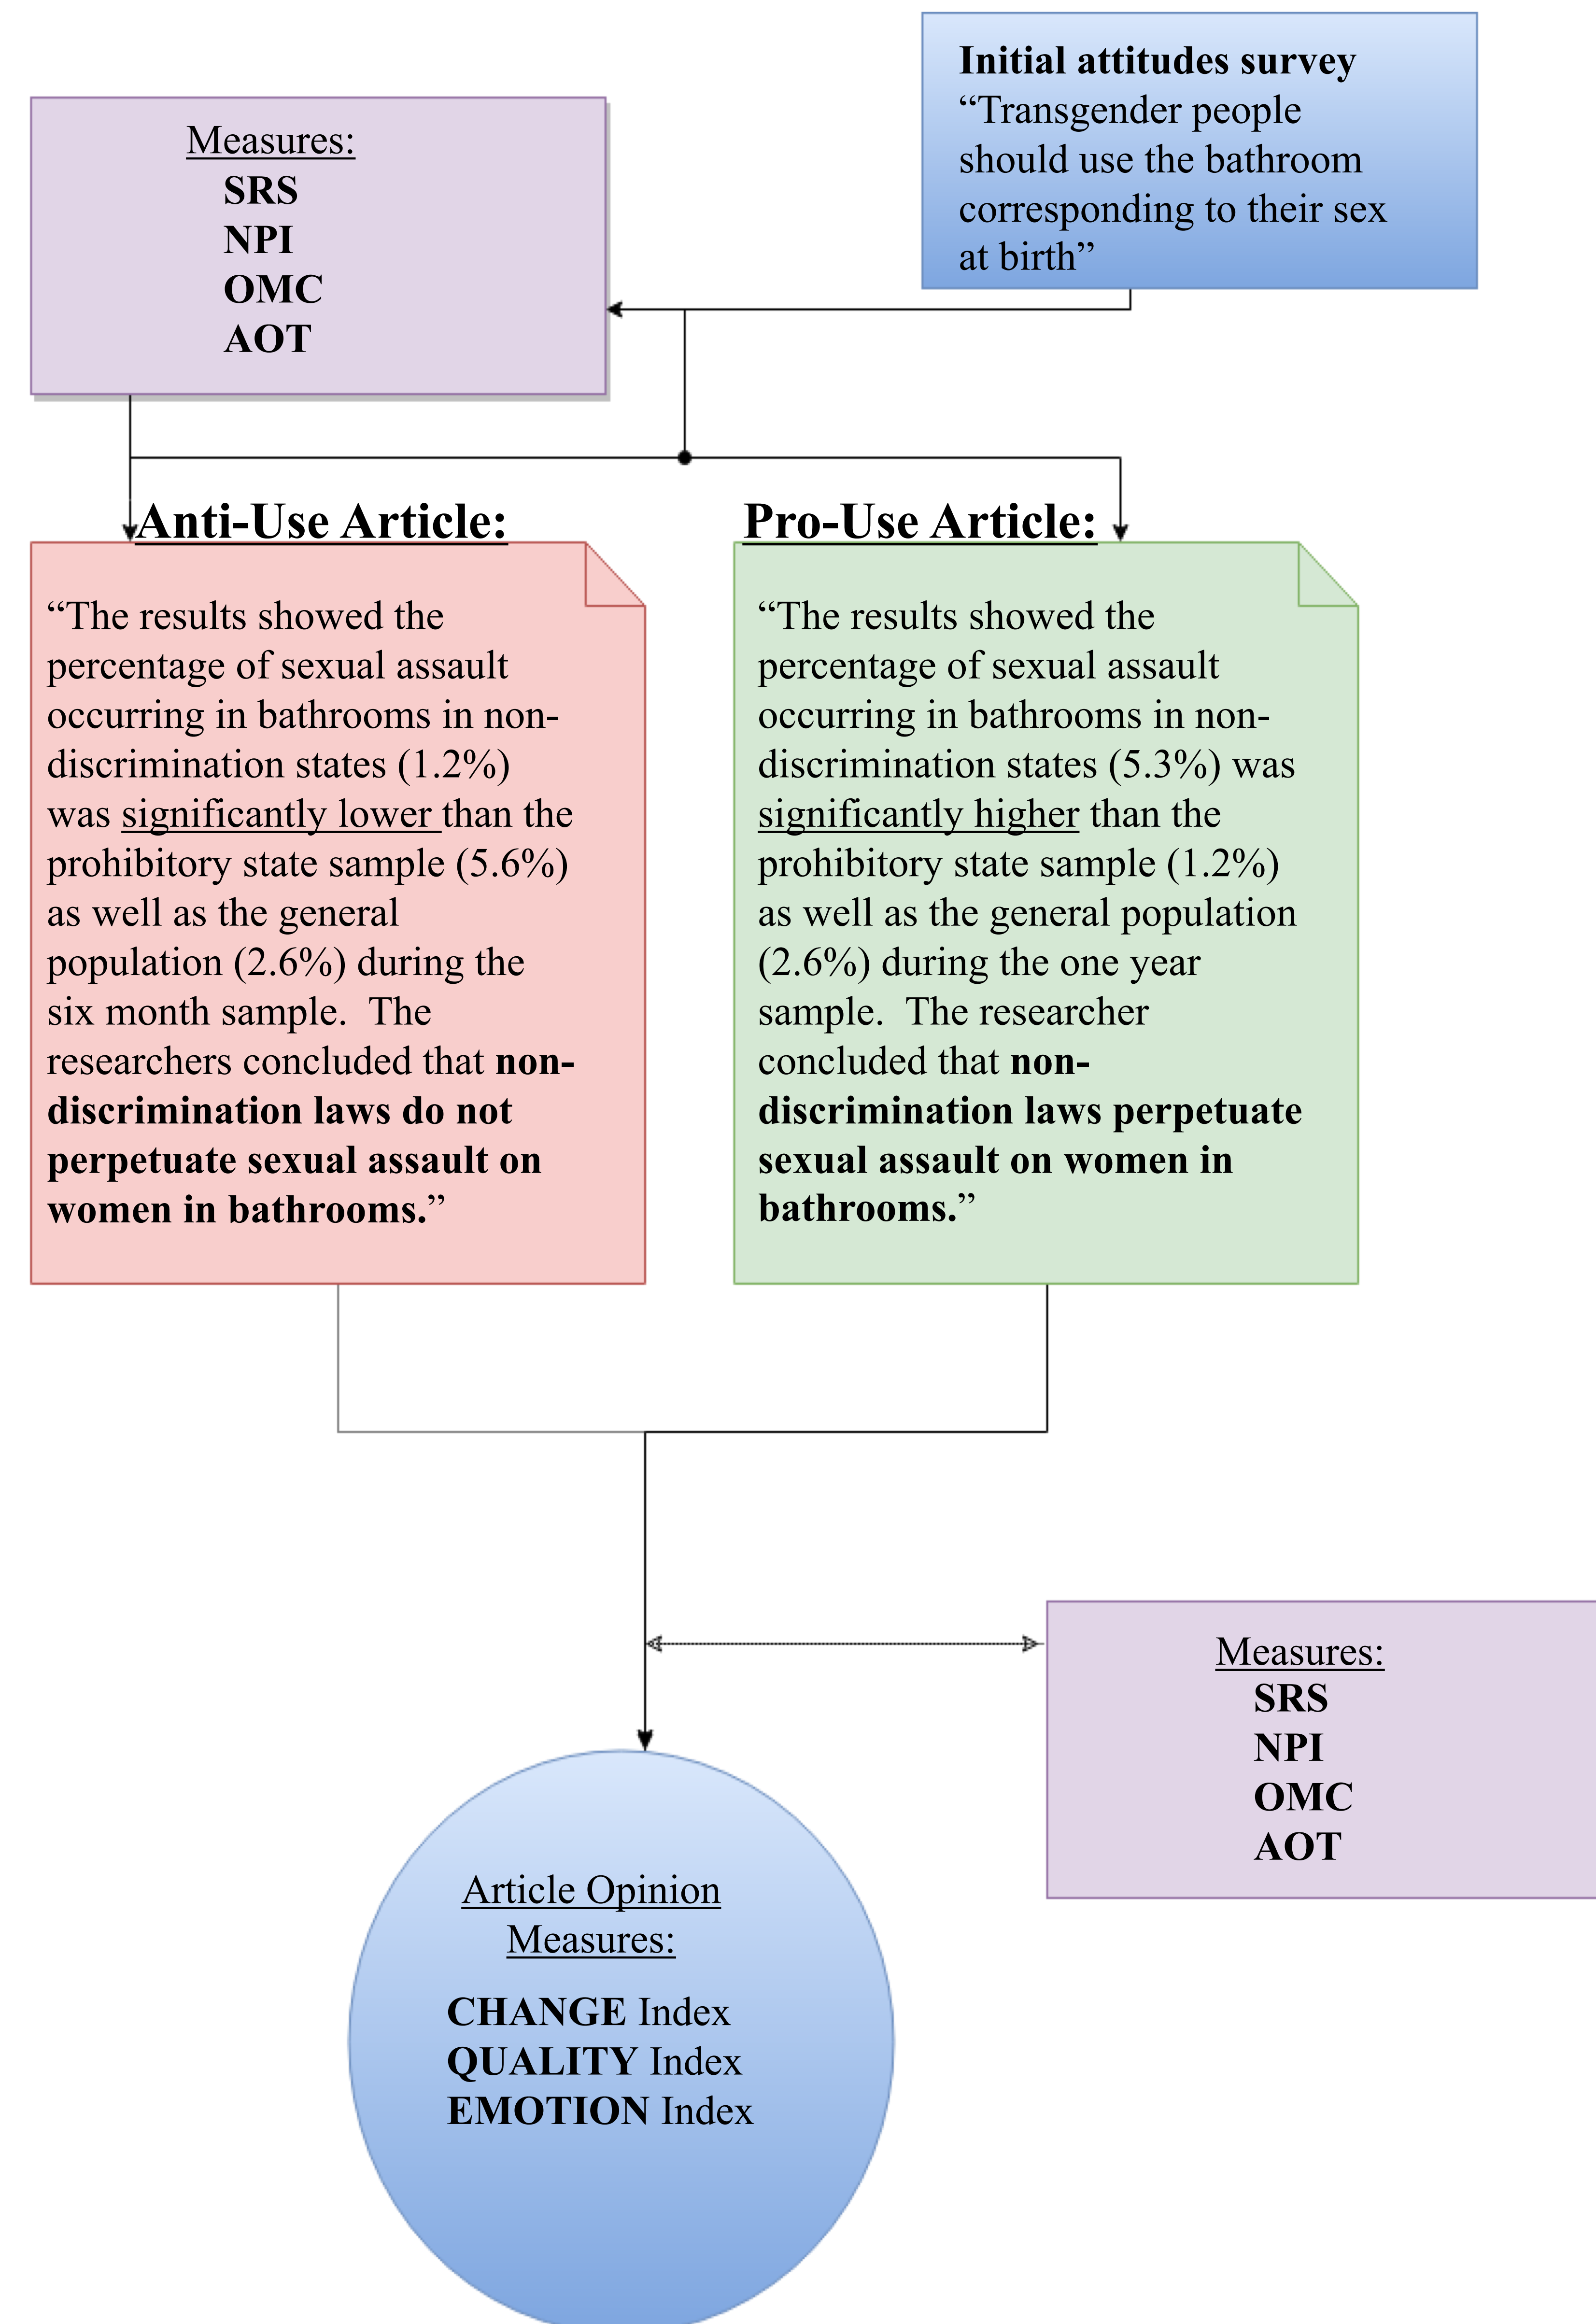 Initial attitudes survey
“Transgender people
should use the bathroom
corresponding to their sex
at birth”
Measures:
SRS
NPI
OMC
AOT
Anti-Use Article:
“The results showed the
percentage of sexual assault
occurring in bathrooms in non-
discrimination states (1.2%)
was significantly lower than the
prohibitory state sample (5.6%)
as well as the general
population (2.6%) during the
six month sample.  The
researchers concluded that non-
discrimination laws do not
perpetuate sexual assault on
women in bathrooms.”
Pro-Use Article:
“The results showed the
percentage of sexual assault
occurring in bathrooms in non-
discrimination states (5.3%) was
significantly higher than the
prohibitory state sample (1.2%)
as well as the general population
(2.6%) during the one year
sample.  The researcher
concluded that non-
discrimination laws perpetuate
sexual assault on women in
bathrooms.”
Measures:
SRS
NPI
OMC
AOT
Article Opinion
Measures:
CHANGE Index
QUALITY Index
EMOTION Index